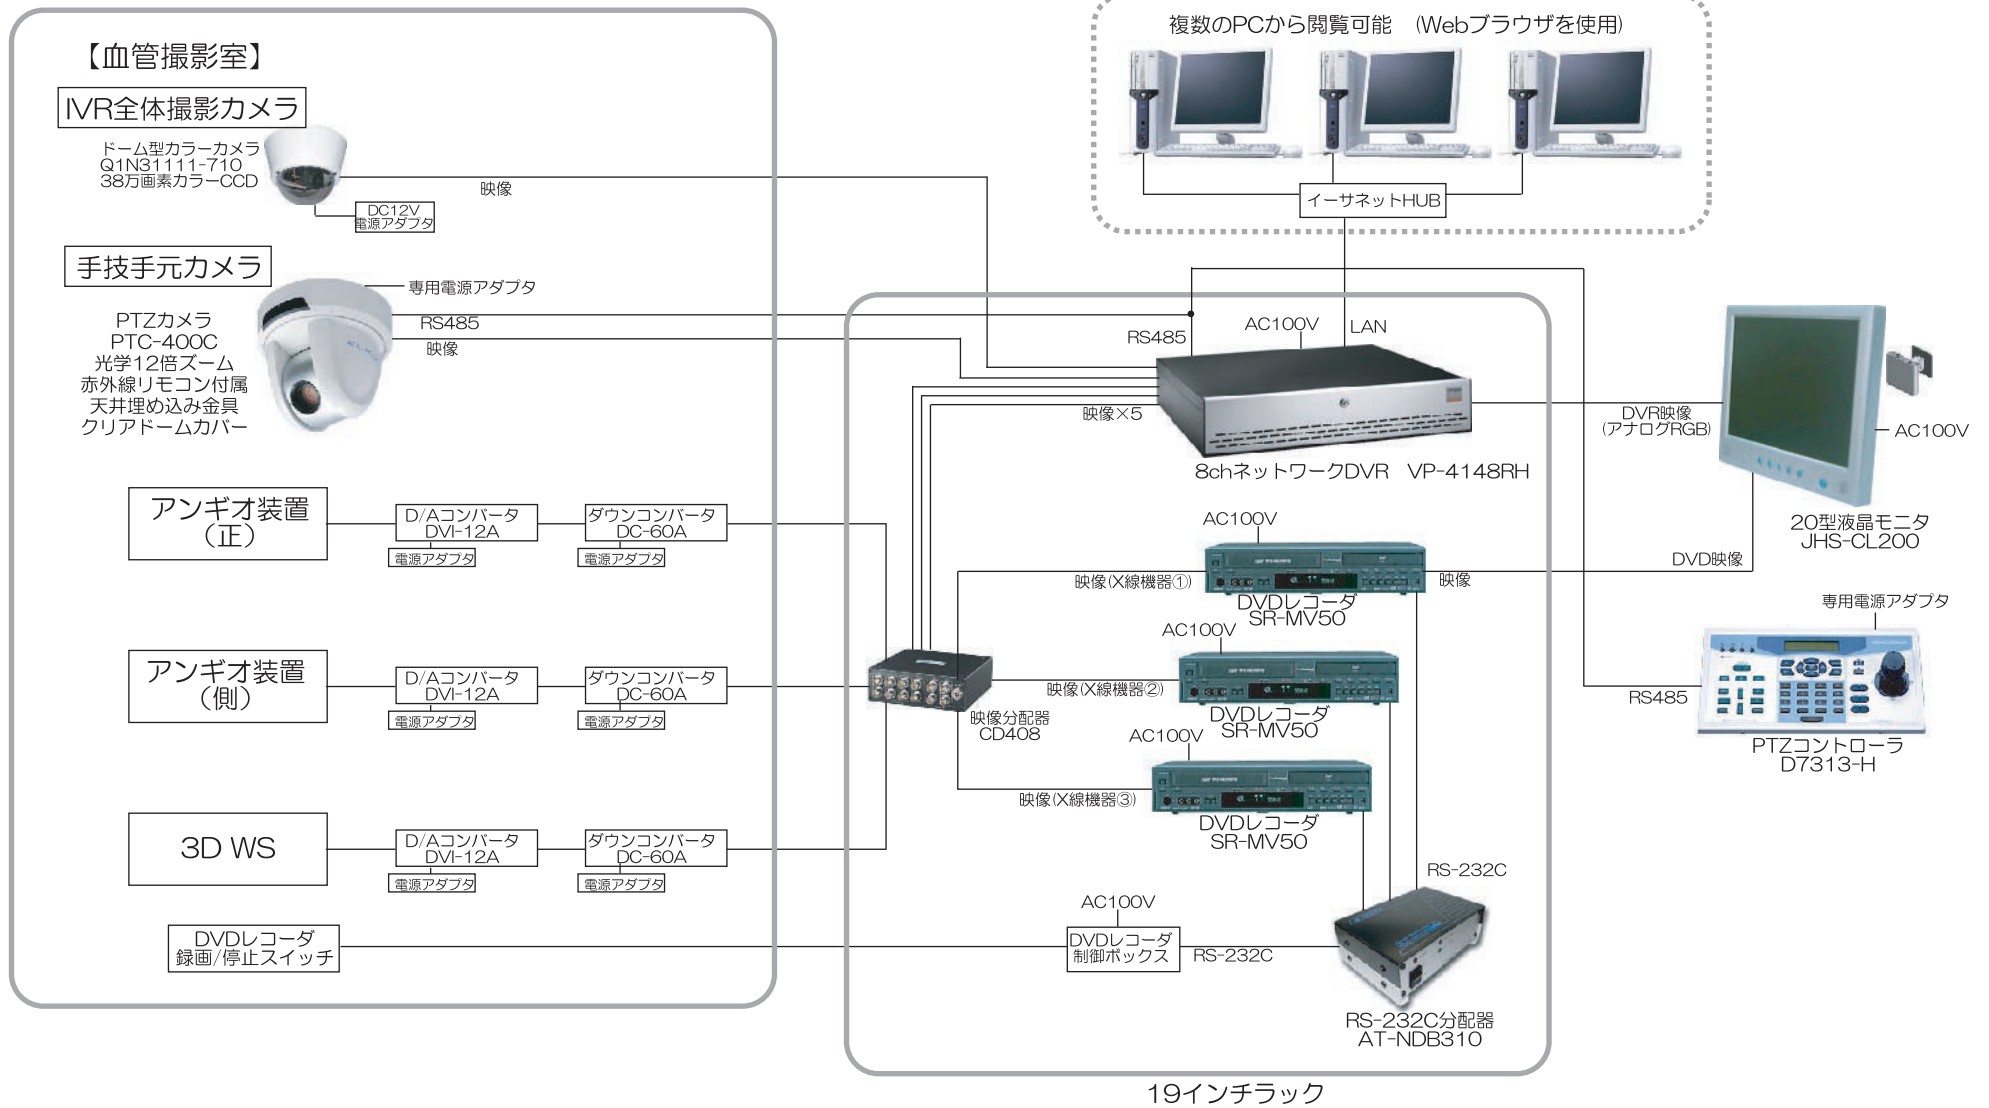 複数のPCから閲覧可能 (Webブラウザを使用)
イーサネットHUB
【血管撮影室】
IVR全体撮影カメラ
ドーム型カラーカメラ
Q1N31111-710
38万画素カラーCCD
映像
DC12V
電源アダプタ
手技手元カメラ
専用電源アダプタ
RS485
映像
PTZカメラ
PTC-400C
光学12倍ズーム
赤外線リモコン付属
天井埋め込み金具
クリアドームカバー
RS485
AC100V
LAN
映像×5
8chネットワークDVR VP-4148RH
DVR映像
(アナログRGB)
AC100V
20型液晶モニタ
JHS-CL200
アンギオ装置
(正)
D/Aコンバータ
DVI-12A
電源アダプタ
ダウンコンバータ
DC-60A
電源アダプタ
AC100V
映像(X線機器①)
DVDレコーダ
SR-MV50
映像
DVD映像
専用電源アダプタ
RS485
PTZコントローラ
D7313-H
アンギオ装置
(側)
D/Aコンバータ
DVI-12A
電源アダプタ
ダウンコンバータ
DC-60A
電源アダプタ
映像分配器
CD408
AC100V
映像(X線機器②)
DVDレコーダ
SR-MV50
AC100V
映像(X線機器③)
DVDレコーダ
SR-MV50
3D WS
D/Aコンバータ
DVI-12A
電源アダプタ
ダウンコンバータ
DC-60A
電源アダプタ
RS-232C
DVDレコーダ
録画/停止スイッチ
AC100V
DVDレコーダ
制御ボックス
RS-232C
RS-232C分配器
AT-NDB310
19インチラック